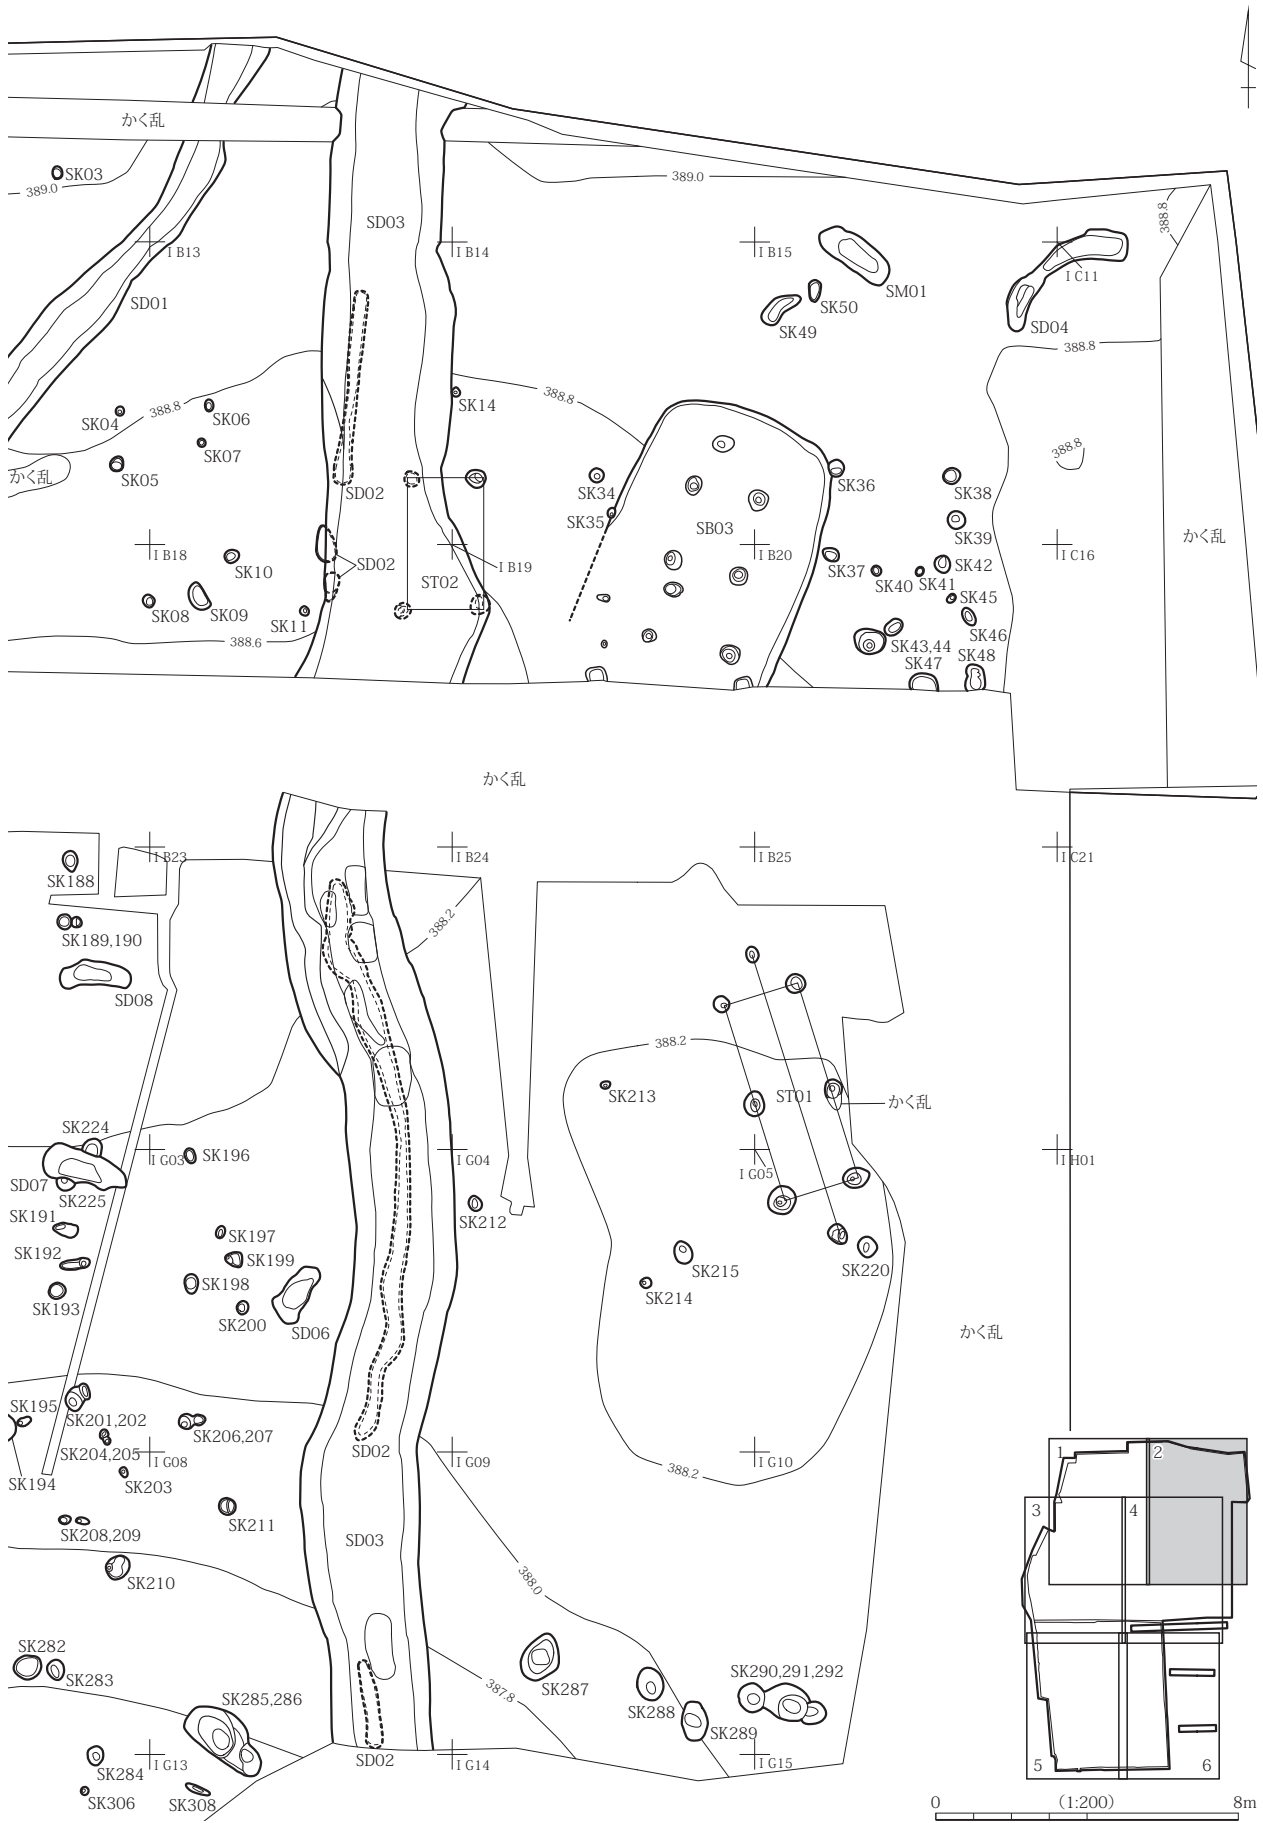 かく乱
SK03
389.0
389.0
388.8
SD03
I B13
I B14
I B15
I C11
SM01
SD01
SK50
SK49
SD04
388.8
388.8
388.8
SK14
SK04
SK06
SK07
388.8
かく乱
SK05
SD02
SK34
SK36
SK38
SK35
SB03
SK39
かく乱
I B18
SK10
SD02
I B19
I B20
I C16
ST02
SK37
SK40
SK41
SK42
SK45
SK08
SK09
SK11
SK46
388.6
SK43,44
SK47
SK48
かく乱
I B23
I B24
I B25
I C21
SK188
388.2
SK189,190
SD08
388.2
SK213
ST01
かく乱
SK224
I G03
SK196
I G04
I G05
I H01
SD07
SK225
SK191
SK212
SK197
SK192
SK199
SK215
SK220
SK193
SK198
SK214
SK200
SD06
かく乱
SK195
SK201,202
SK206,207
SK204,205
SD02
I G08
I G09
I G10
388.2
SK194
SK203
SK211
SK208,209
SD03
SK210
388.0
SK282
SK283
SK285,286
387.8
SK287
SK288
SK290,291,292
SK289
I G13
SD02
I G14
I G15
SK284
SK306
SK308
1
2
3
4
5
6
0
(1:200)
8m